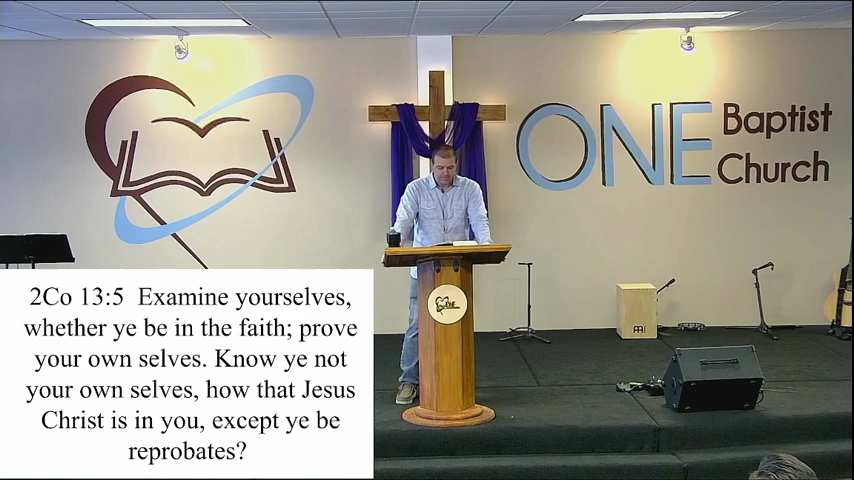 ONE Baptist
Church
ONE
2Co 13:5  Examine yourselves,
whether ye be in the faith; prove
your own selves. Know ye not
your own selves, how that Jesus
Christ is in you, except ye be
reprobates?